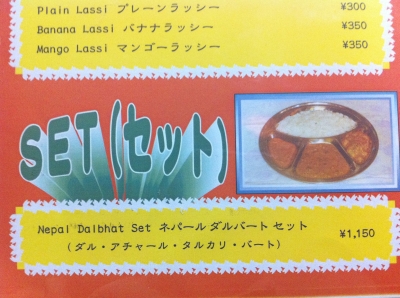 Plain Lassi プレーンラッシー ¥300
Banana Lassi バナナラッシー ¥350
Mango Lassi マンゴーラッシー ¥350
SET(セット)
Nepal Dalbhat Set ネパール ダルバート セット ¥1,150
(ダル・アチャール・タルカリ・バート)